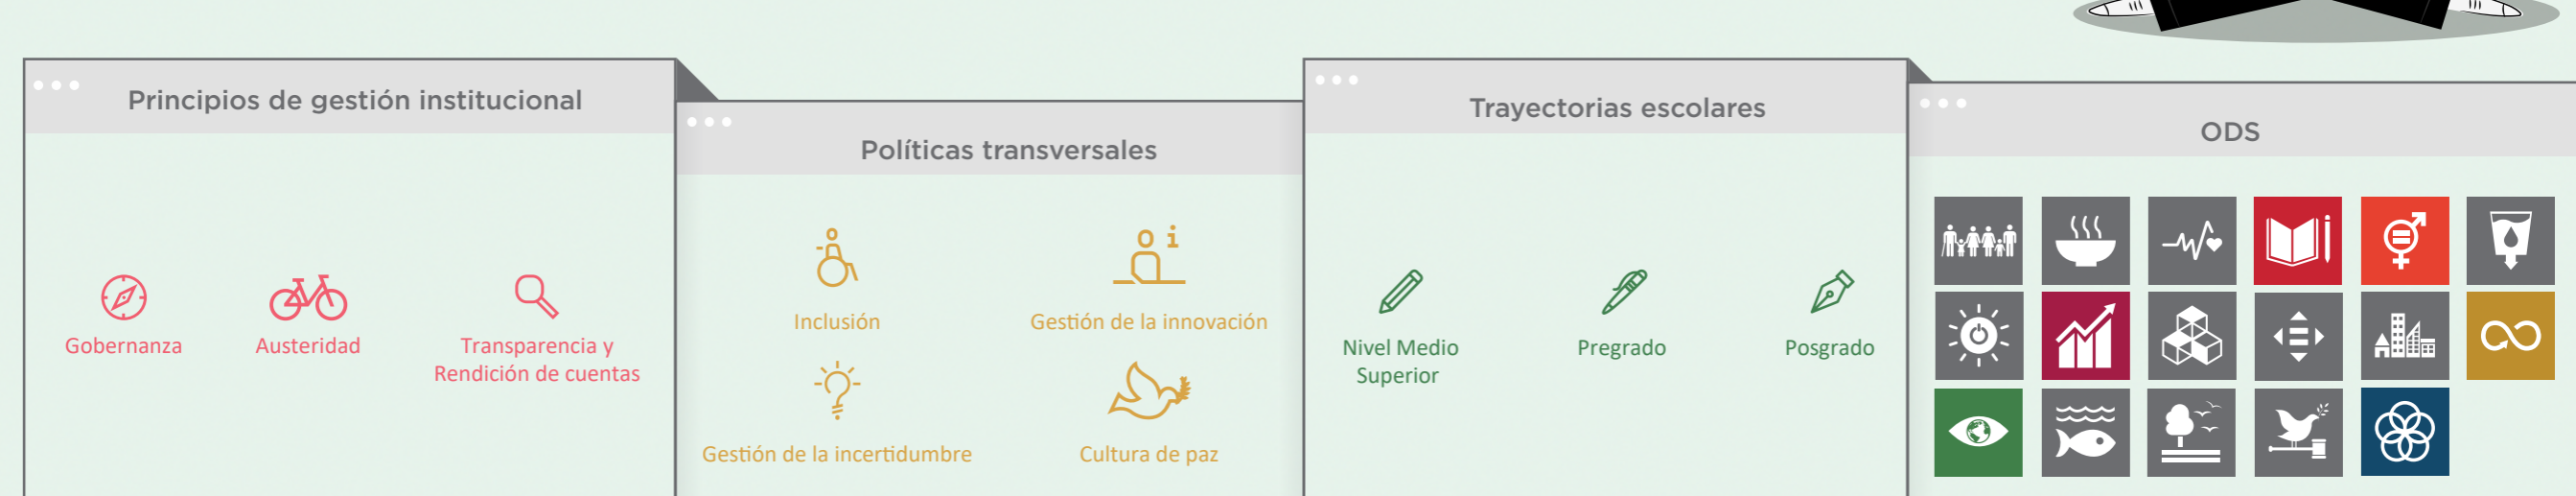 Principios de gestión institucional
Gobernanza
Austeridad
Transparencia y
Rendición de cuentas
Políticas transversales
Inclusión
Gestión de la innovación
Gestión de la incertidumbre
Cultura de paz
Trayectorias escolares
Nivel Medio
Superior
Pregrado
Posgrado
ODS